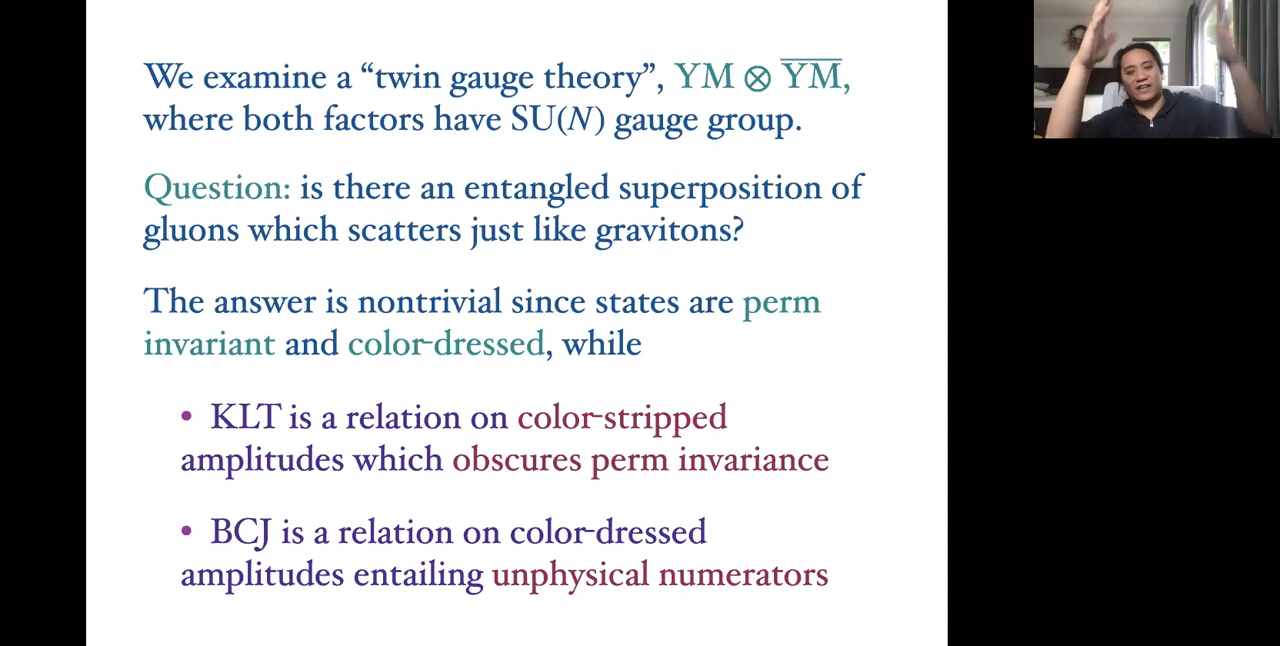 We examine a “twin gauge theory”, YM ⊗ \overline{YM},
where both factors have SU(N) gauge group.
Question: is there an entangled superposition of
gluons which scatters just like gravitons?
The answer is nontrivial since states are perm
invariant and color-dressed, while
• KLT is a relation on color-stripped
amplitudes which obscures perm invariance
• BCJ is a relation on color-dressed
amplitudes entailing unphysical numerators